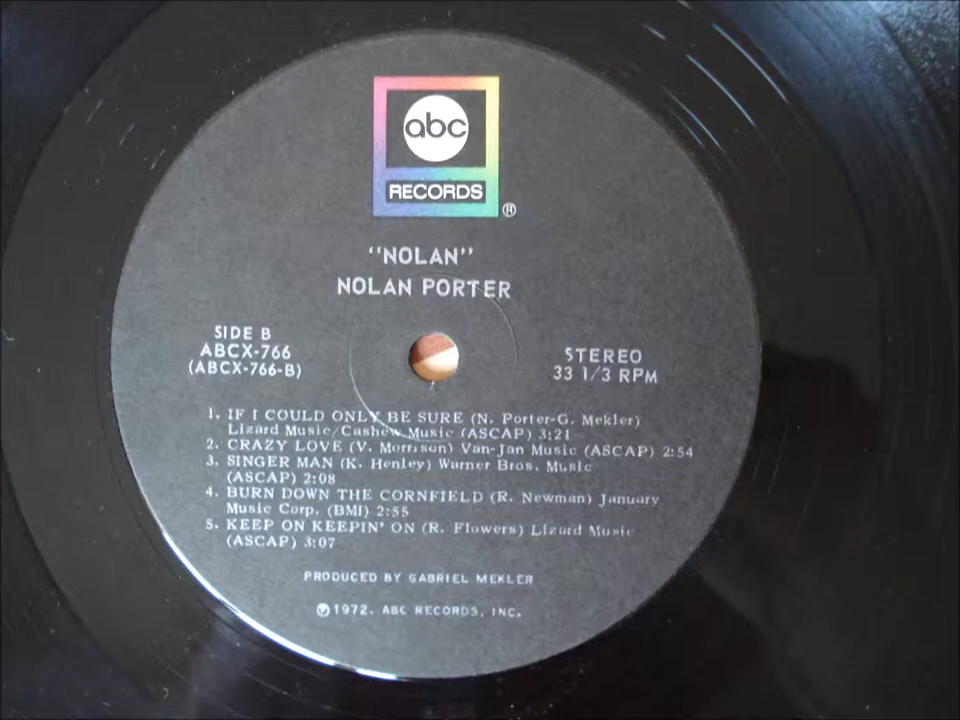 abc
RECORDS
®
"NOLAN"
NOLAN PORTER
SIDE B
ABCX-766
(ABCX-766-B)
STEREO
33 1/3 RPM
1. IF I COULD ONLY BE SURE (N. Porter-G. Mekler)
Lizard Music/Cashew Music (ASCAP) 3:21
2. CRAZY LOVE (V. Morrison) Van-Jan Music (ASCAP) 2:54
3. SINGER MAN (K. Henley) Warner Bros. Music
(ASCAP) 2:08
4. BURN DOWN THE CORNFIELD (R. Newman) January
Music Corp. (BMI) 2:55
5. KEEP ON KEEPIN' ON (R. Flowers) Lizard Music
(ASCAP) 3:07
PRODUCED BY GABRIEL MEKLER
℗1972. ABC RECORDS, INC.